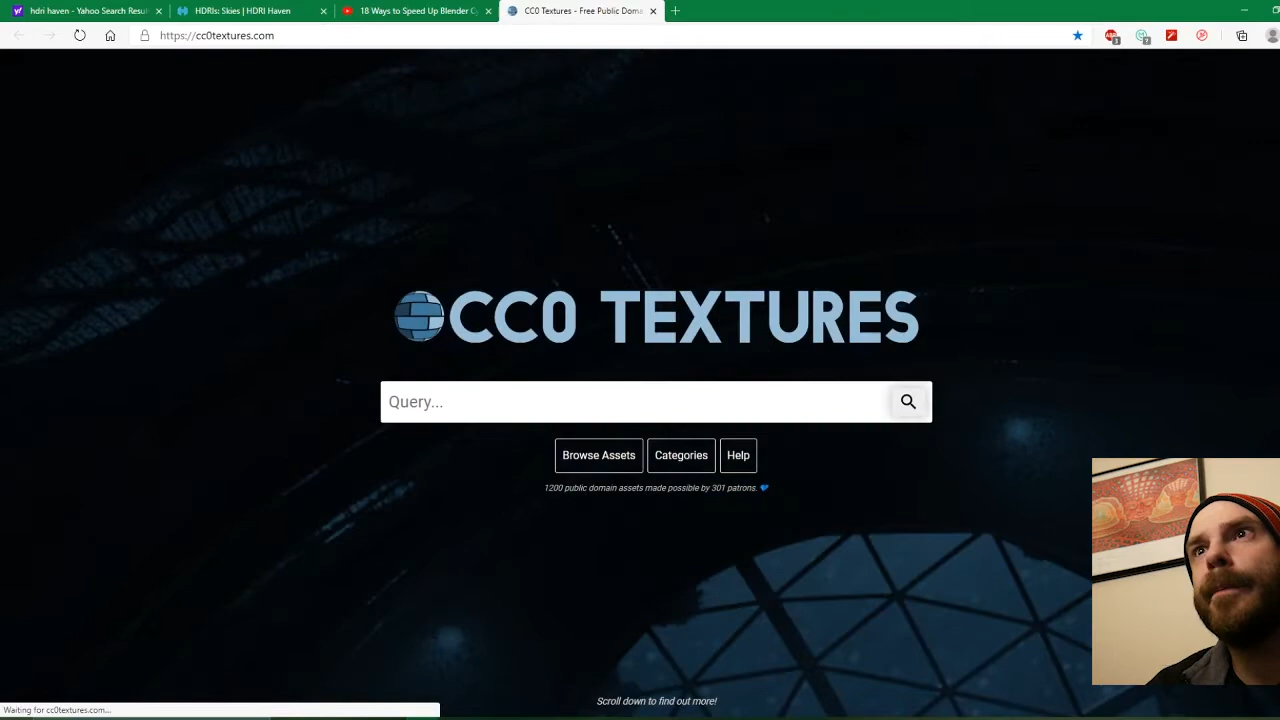 hdri haven - Yahoo Search Resu
HDRIs: Skies | HDRI Haven
18 Ways to Speed Up Blender C
CC0 Textures - Free Public Doma
https://cc0textures.com
CC0 TEXTURES
Query...
Browse Assets
Categories
Help
1200 public domain assets made possible by 301 patrons.
Scroll down to find out more!
Waiting for cc0textures.com...